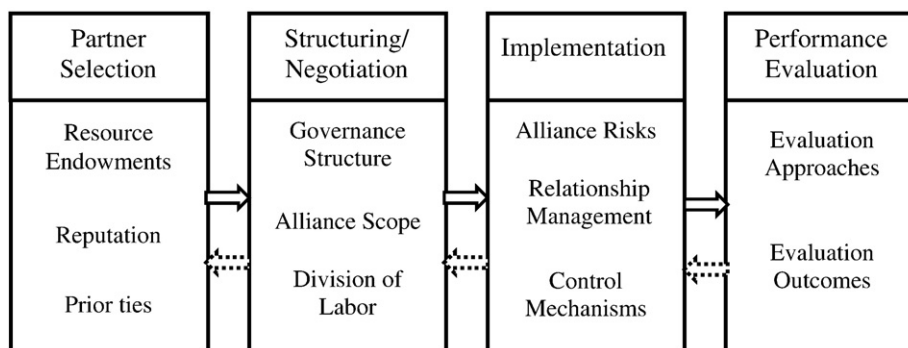 Partner
Selection
Resource
Endowments
Reputation
Prior ties
Structuring/
Negotiation
Governance
Structure
Alliance Scope
Division of
Labor
Implementation
Alliance Risks
Relationship
Management
Control
Mechanisms
Performance
Evaluation
Evaluation
Approaches
Evaluation
Outcomes